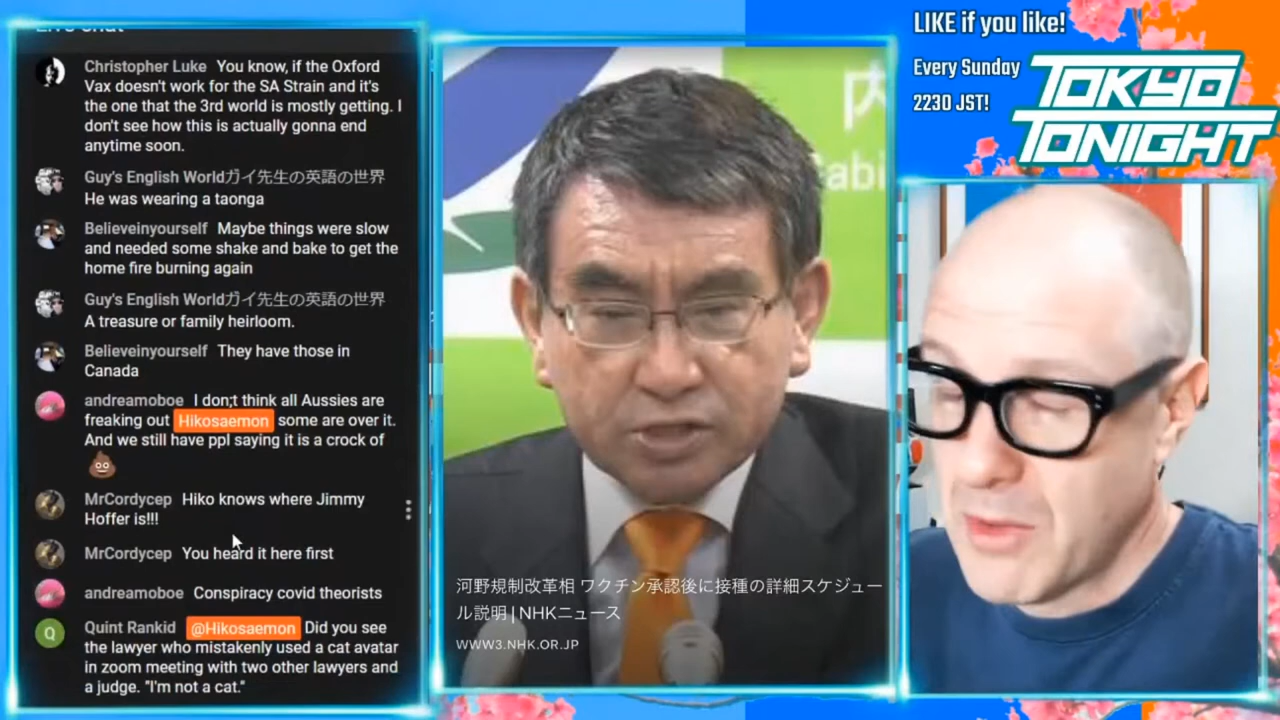 Live chat
Christopher Luke You know, if the Oxford
Vax doesn't work for the SA Strain and it's
the one that the 3rd world is mostly getting. I
don't see how this is actually gonna end
anytime soon.
Guy's English Worldガイ先生の英語の世界
He was wearing a taonga
Believeinyourself Maybe things were slow
and needed some shake and bake to get the
home fire burning again
Guy's English Worldガイ先生の英語の世界
A treasure or family heirloom.
Believeinyourself They have those in
Canada
andreamoboe I don;t think all Aussies are
freaking out Hikosaemon some are over it.
And we still have ppl saying it is a crock of
💩
MrCordycep Hiko knows where Jimmy
Hoffer is!!!
MrCordycep You heard it here first
andreamoboe Conspiracy covid theorists
Q
Quint Rankid @Hikosaemon Did you see
the lawyer who mistakenly used a cat avatar
in zoom meeting with two other lawyers and
a judge. "I'm not a cat."
内
abi
河野規制改革相 ワクチン承認後に接種の詳細スケジュー
ル説明 | NHKニュース
WWW3.NHK.OR.JP
LIKE if you like!
Every Sunday
2230 JST!
TOKYO
TONIGHT